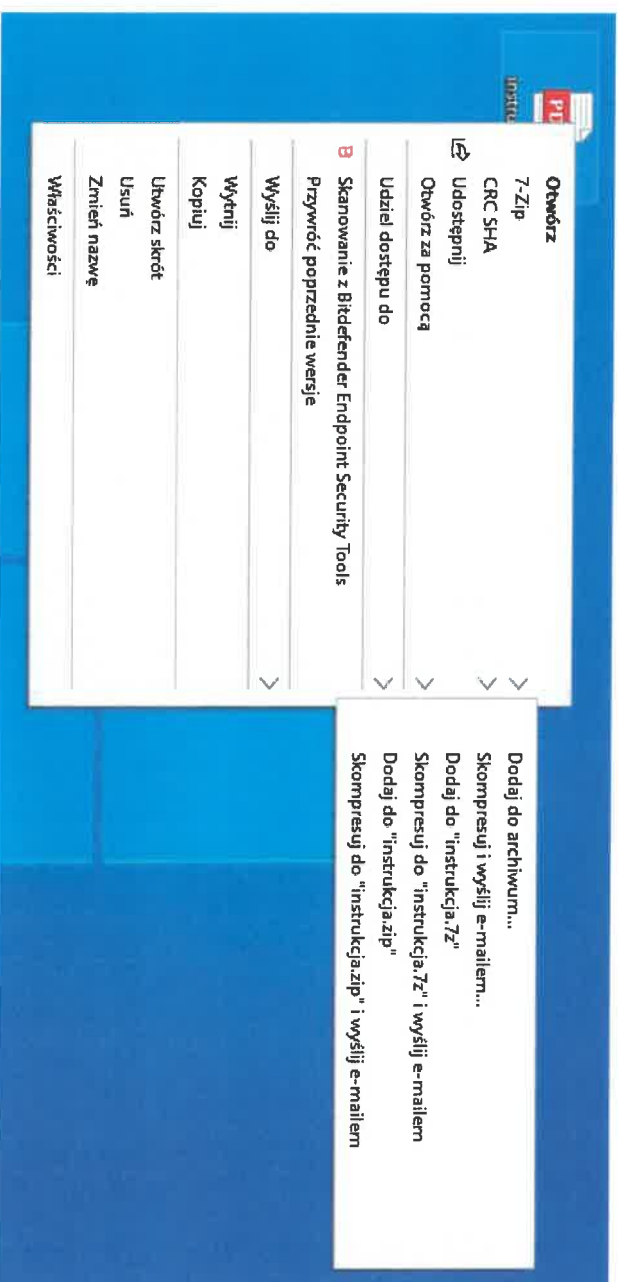 Otwórz
7-Zip
CRC SHA
Udostępnij
Otwórz za pomocą
Udziel dostępu do
B Skanowanie z Bitdefender Endpoint Security Tools
Przywróć poprzednie wersje
Wyślij do
Wytnij
Kopiuj
Utwórz skrót
Usuń
Zmień nazwę
Właściwości
Dodaj do archiwum...
Skompresuj i wyślij e-mailem...
Dodaj do "instrukcja.7z"
Skompresuj do "instrukcja.7z" i wyślij e-mailem
Dodaj do "instrukcja.zip"
Skompresuj do "instrukcja.zip" i wyślij e-mailem